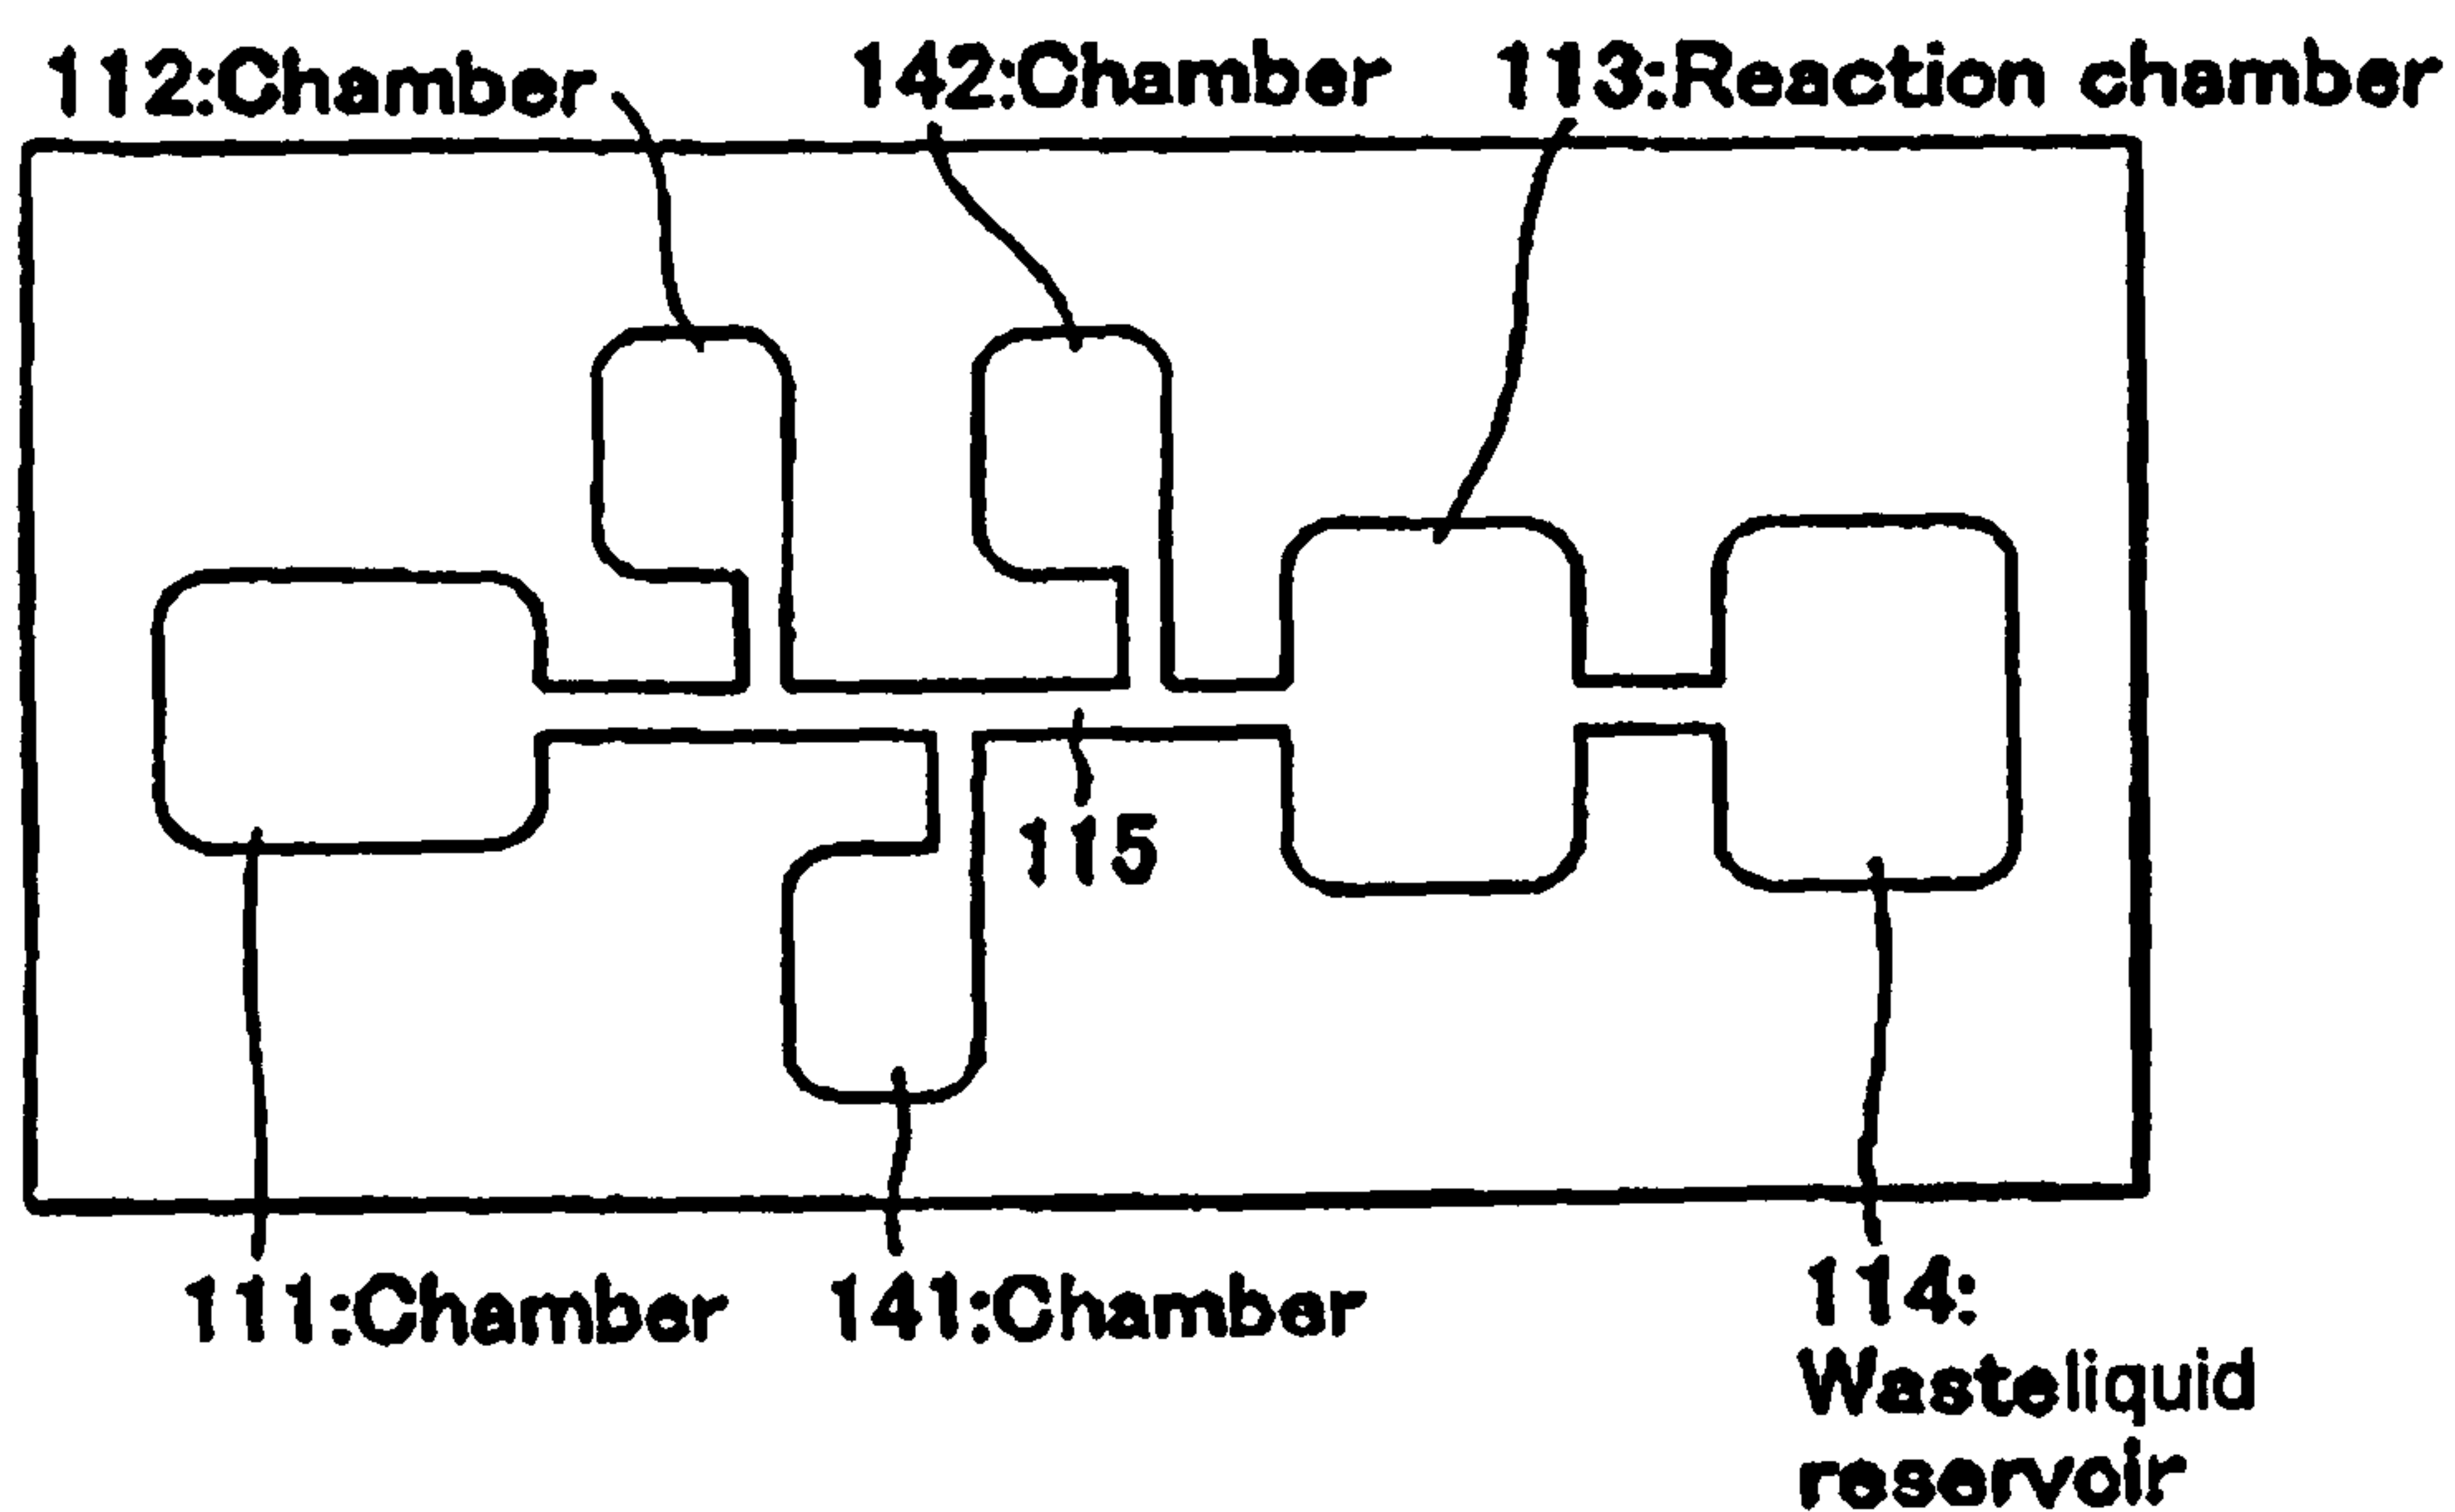 112:Chamber
142:Chamber
113:Reaction chamber
115
111:Chamber
141:Chamber
114:
Wasteliquid
reservoir